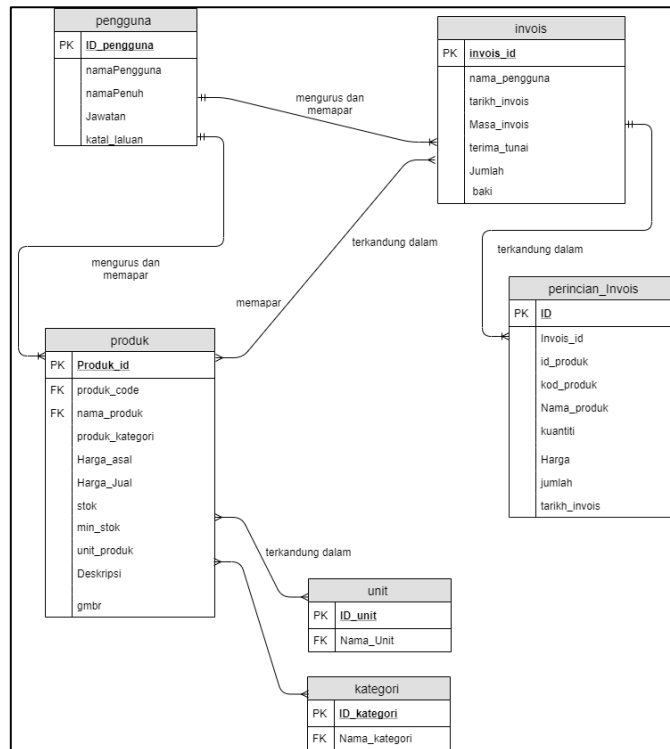 pengguna
PK ID_pengguna
namaPengguna
namaPenuh
Jawatan
katal_laluan
invois
PK invois_id
nama_pengguna
tarikh_invois
Masa_invois
terima_tunai
Jumlah
baki
mengurus dan
memapar
terkandung dalam
terkandung dalam
mengurus dan
memapar
memapar
perincian_Invois
PK ID
Invois_id
id_produk
kod_produk
Nama_produk
kuantiti
Harga
jumlah
tarikh_invois
produk
PK Produk_id
FK produk_code
FK nama_produk
produk_kategori
Harga_asal
Harga_Jual
stok
min_stok
unit_produk
Deskripsi
gmbr
terkandung dalam
unit
PK ID_unit
FK Nama_Unit
kategori
PK ID_kategori
FK Nama_kategori